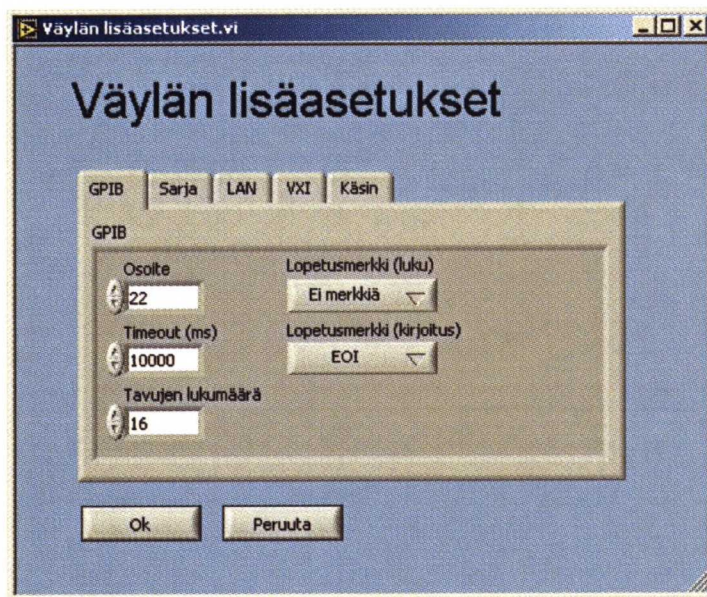 Väylän lisäasetukset.vi
Väylän lisäasetukset
GPIB Sarja LAN VXI Käsin
GPIB
Osoite
22
Lopetusmerkki (luku)
Ei merkkiä
Timeout (ms)
10000
Lopetusmerkki (kirjoitus)
EOI
Tavujen lukumäärä
16
Ok Peruuta